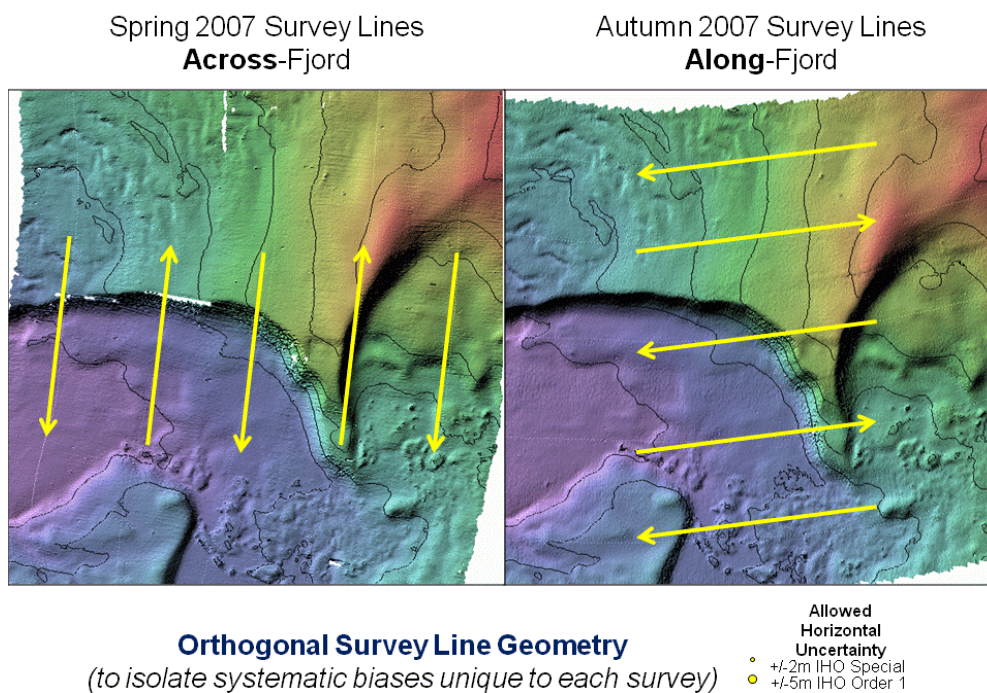 Spring 2007 Survey Lines
Across-Fjord
Autumn 2007 Survey Lines
Along-Fjord
Orthogonal Survey Line Geometry
(to isolate systematic biases unique to each survey)
Allowed
Horizontal
Uncertainty
+/-2m IHO Special
+/-5m IHO Order 1